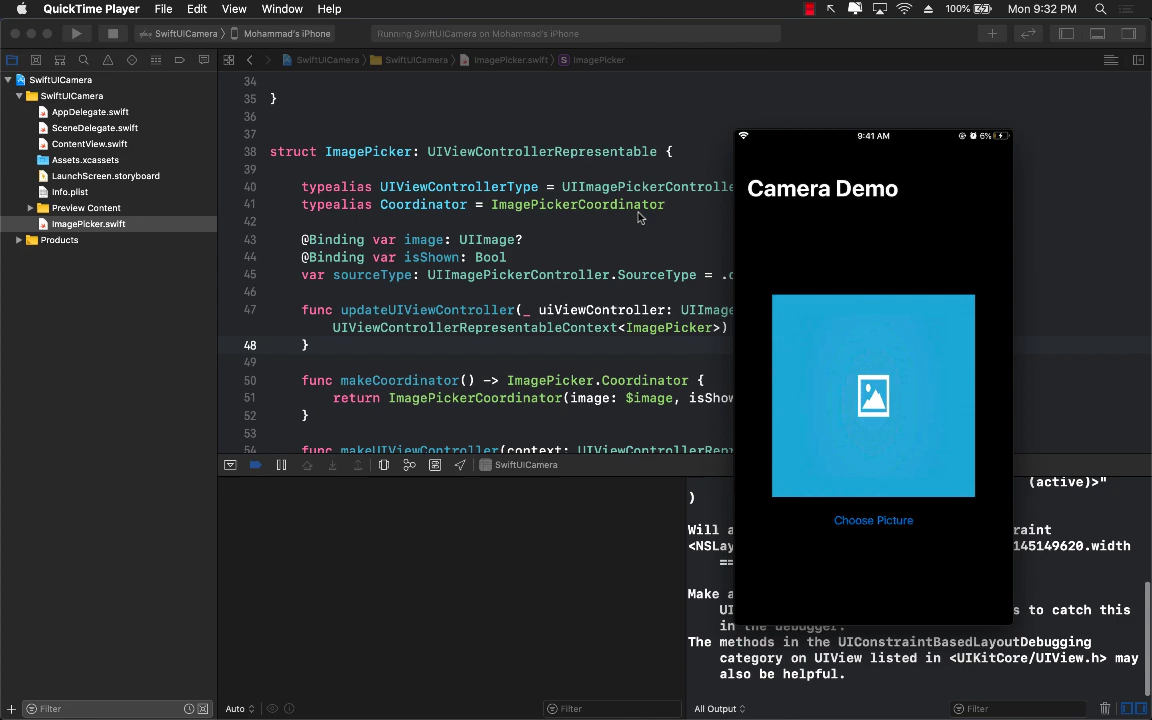 QuickTime Player File Edit View Window Help 100% Mon 9:32 PM
SwiftUICamera Mohammad's iPhone Running SwiftUICamera on Mohammad's iPhone
SwiftUICamera SwiftUICamera ImagePicker.swift S ImagePicker
SwiftUICamera
SwiftUICamera
AppDelegate.swift
SceneDelegate.swift
ContentView.swift
Assets.xcassets
LaunchScreen.storyboard
Info.plist
Preview Content
ImagePicker.swift
Products
34
35 }
36
37
38 struct ImagePicker: UIViewControllerRepresentable {
39
40 typealias UIViewControllerType = UIImagePickerControlle
41 typealias Coordinator = ImagePickerCoordinator
42
43 @Binding var image: UIImage?
44 @Binding var isShown: Bool
45 var sourceType: UIImagePickerController.SourceType = .
46
47 func updateUIViewController(_ uiViewController: UIImag
UIViewControllerRepresentableContext<ImagePicker>)
48 }
49
50 func makeCoordinator() -> ImagePicker.Coordinator {
51 return ImagePickerCoordinator(image: $image, isShow
52 }
53
54 func makeUIViewController(context: UIViewControllerRepr
9:41 AM 6%
Camera Demo
Choose Picture
SwiftUICamera
(active)>"
)
Will a raint
<NSLay 145149620.width
==
Make a
UI s to catch this
in the debugger.
The methods in the UIConstraintBasedLayoutDebugging
category on UIView listed in <UIKitCore/UIView.h> may
also be helpful.
Filter Auto Filter All Output Filter